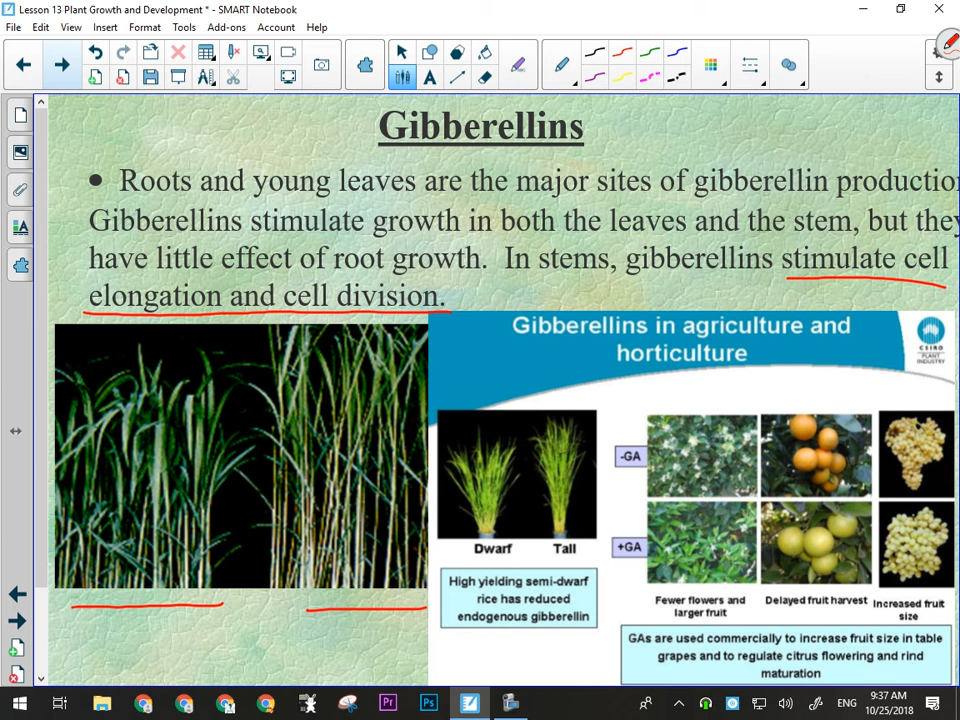 Lesson 13 Plant Growth and Development * - SMART Notebook
File Edit View Insert Format Tools Add-ons Account Help
Gibberellins
• Roots and young leaves are the major sites of gibberellin production
Gibberellins stimulate growth in both the leaves and the stem, but they
have little effect of root growth. In stems, gibberellins stimulate cell
elongation and cell division.
Gibberellins in agriculture and
horticulture
CSIRO
PLANT
INDUSTRY
-GA
+GA
Dwarf Tall
High yielding semi-dwarf
rice has reduced
endogenous gibberellin
Fewer flowers and
larger fruit
Delayed fruit harvest
Increased fruit
size
GAs are used commercially to increase fruit size in table
grapes and to regulate citrus flowering and rind
maturation
ENG
9:37 AM
10/25/2018